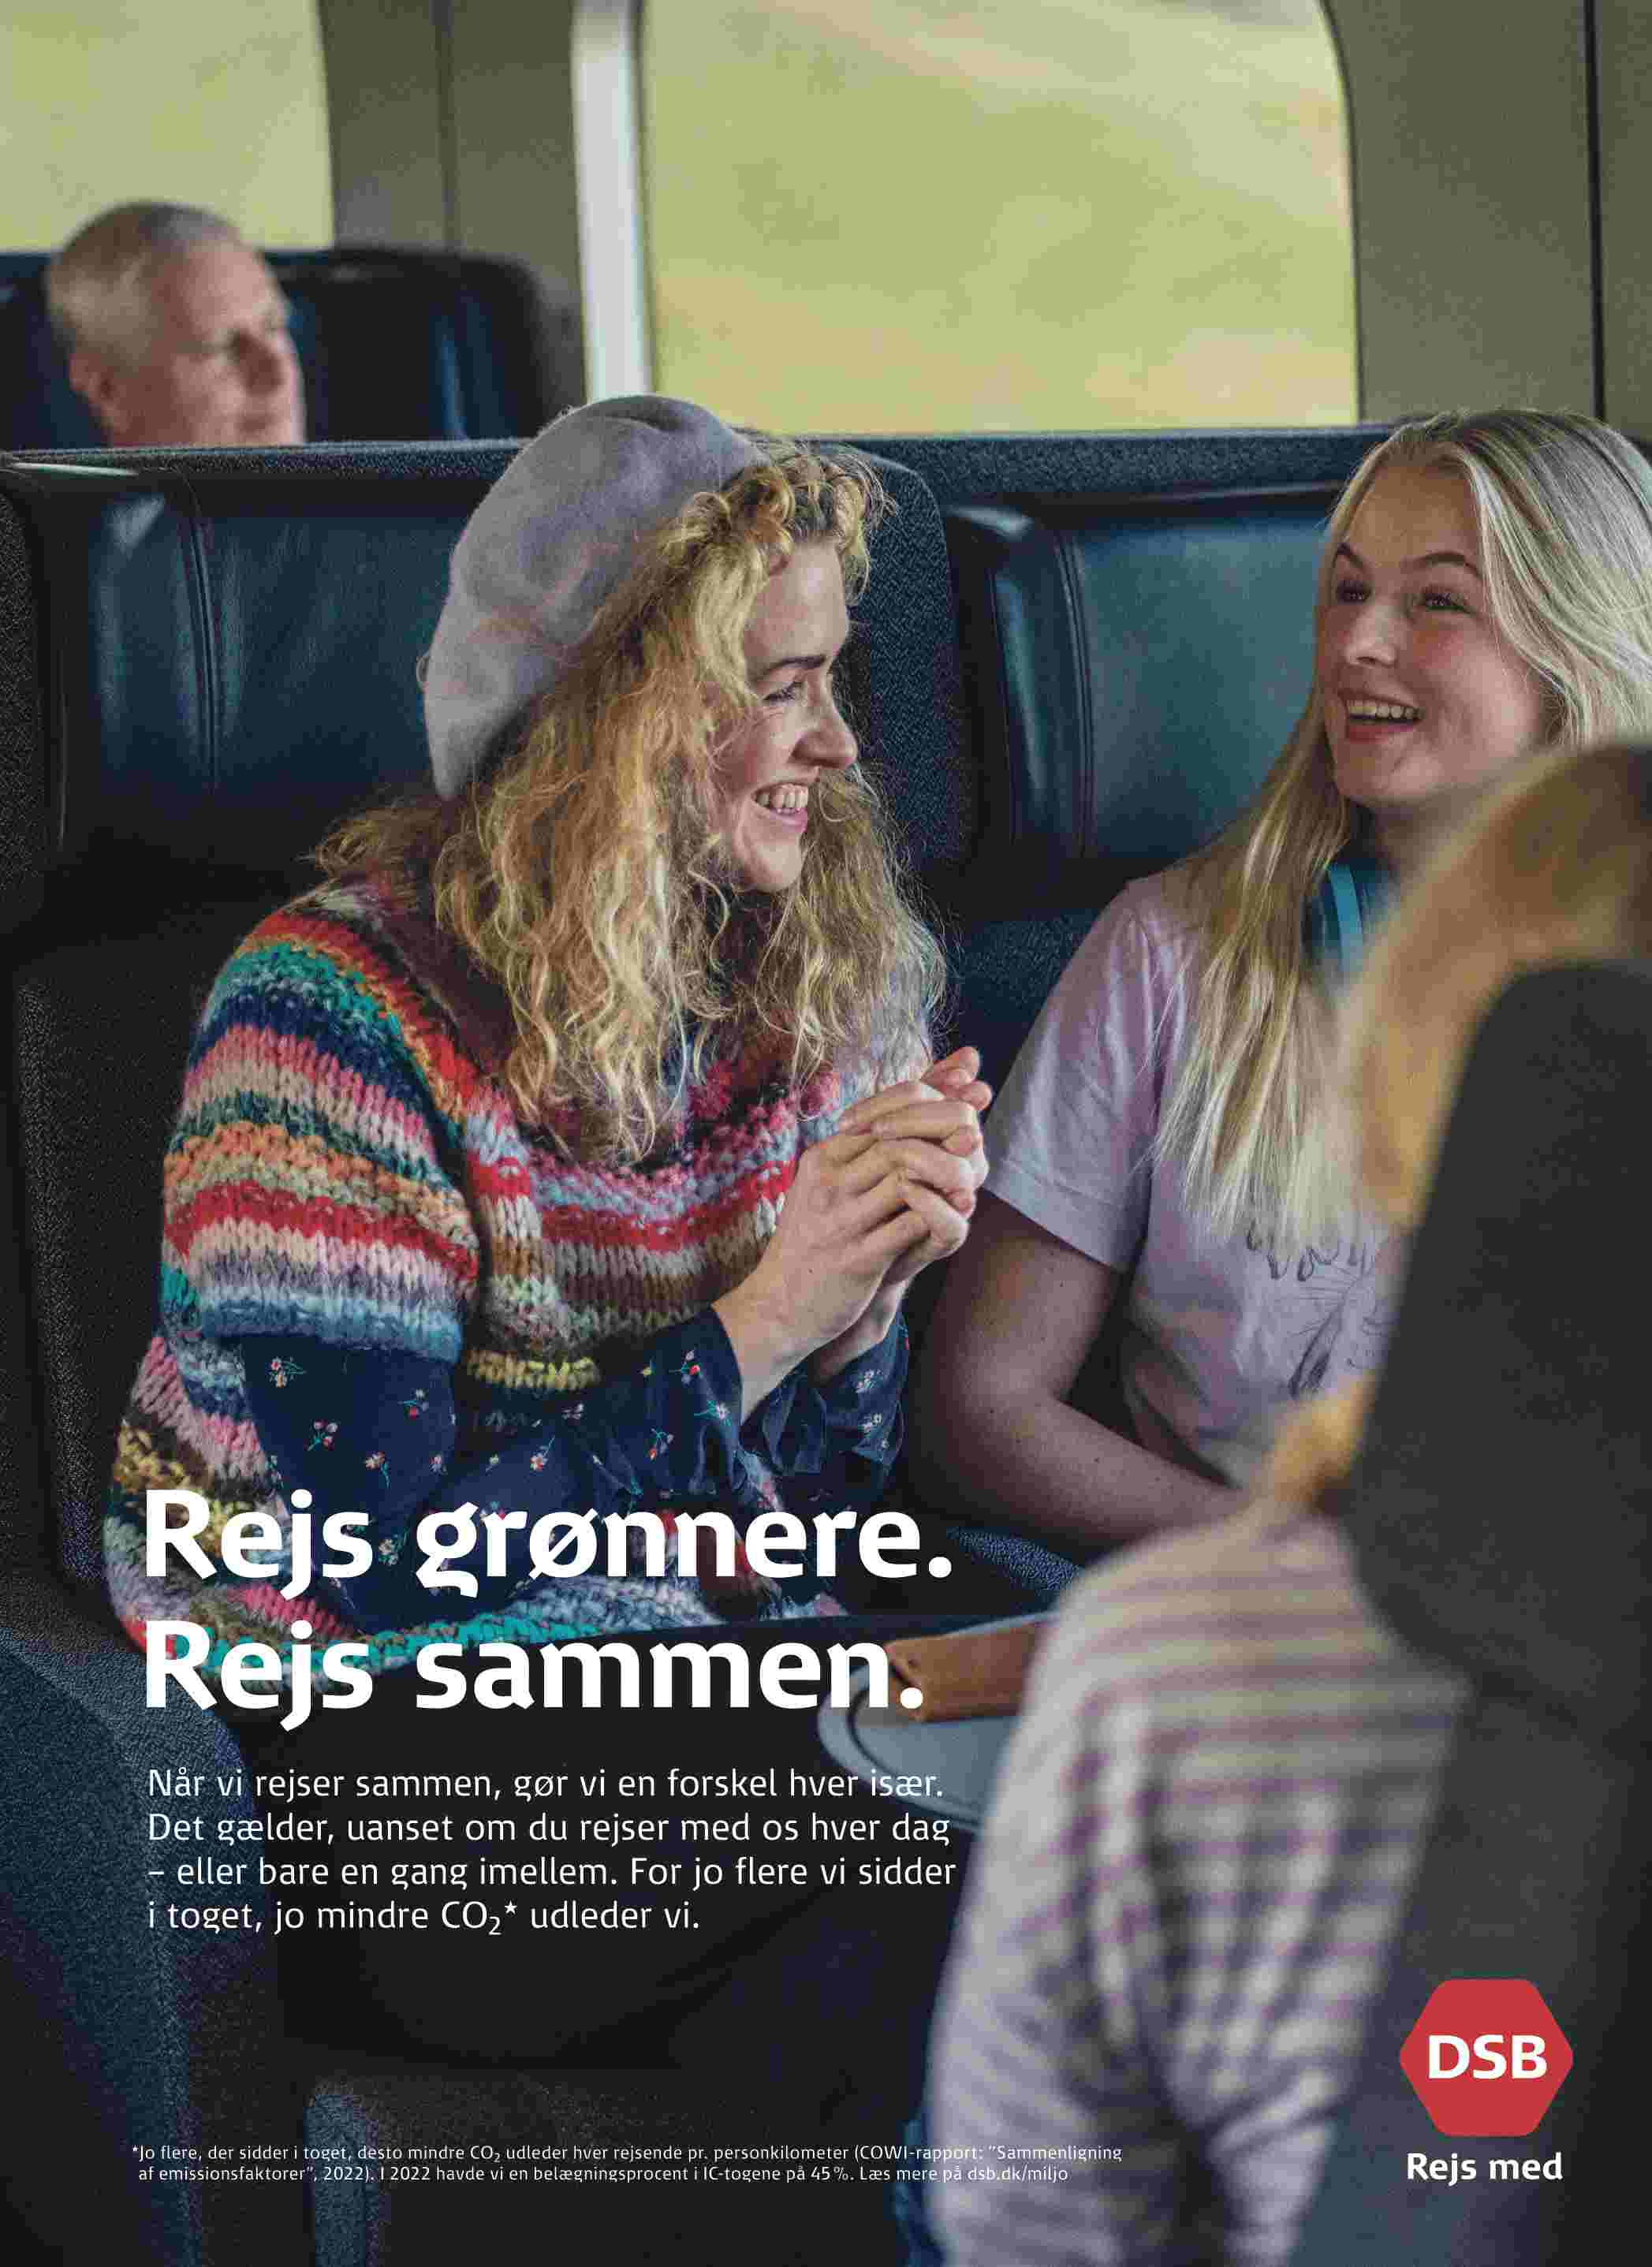 Rejs grønnere.
Rejs sammen.
Når vi rejser sammen, gør vi en forskel hver især.
Det gælder, uanset om du rejser med os hver dag
– eller bare en gang imellem. For jo flere vi sidder
i toget, jo mindre CO₂* udleder vi.
DSB
Rejs med
*Jo flere, der sidder i toget, desto mindre CO₂ udleder hver rejsende pr. personkilometer (COWI-rapport: ”Sammenligning
af emissionsfaktorer”, 2022). I 2022 havde vi en belægningsprocent i IC-togene på 45 %. Læs mere på dsb.dk/miljo